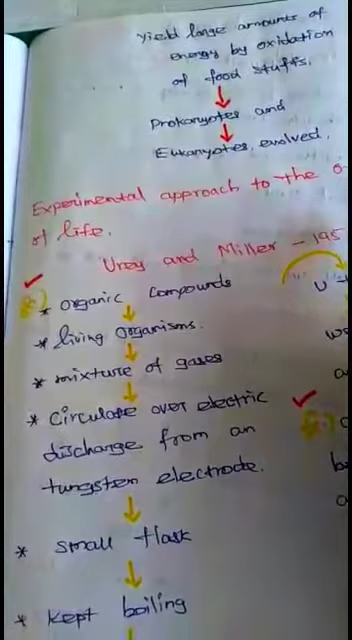 Yield large amounts of
energy by oxidation
of food stuffs.
↓
Prokaryotes and
↓
Eukaryotes, evolved.
Experimental approach to the O
of life.
Urey and Miller - 195
* organic compounds
↓
* living organisms.
↓
* mixture of gases
↓
* circulate over electric
discharge from an
tungsten electrode.
↓
* small flask
↓
* kept boiling